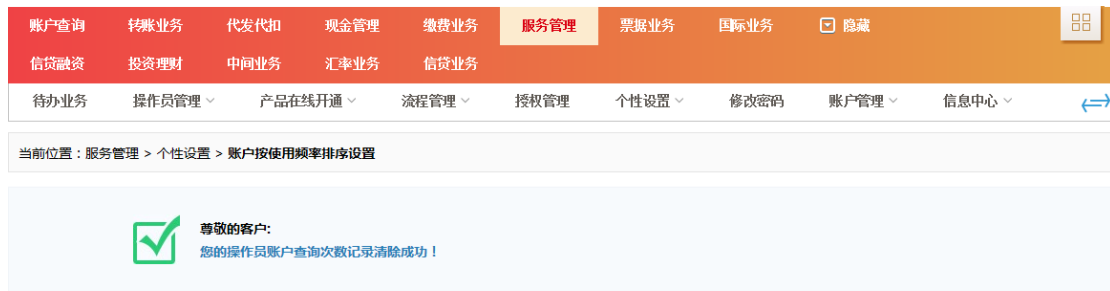 账户查询 转账业务 代发代扣 现金管理 缴费业务 服务管理 票据业务 国际业务 隐藏
信贷融资 投资理财 中间业务 汇率业务 信贷业务
待办业务 操作员管理 产品在线开通 流程管理 授权管理 个性设置 修改密码 账户管理 信息中心
当前位置：服务管理 > 个性设置 > 账户按使用频率排序设置
尊敬的客户:
您的操作员账户查询次数记录清除成功！